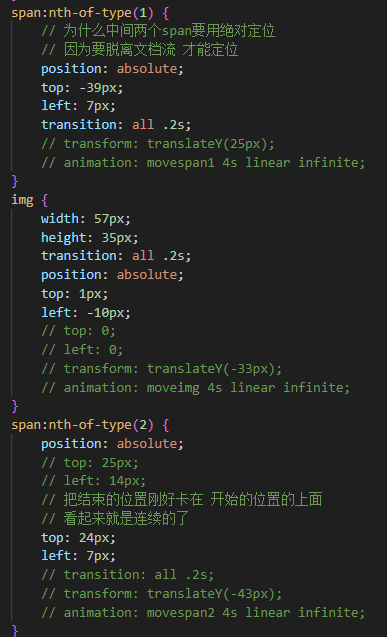 span:nth-of-type(1) {
// 为什么中间两个span要用绝对定位
// 因为要脱离文档流 才能定位
position: absolute;
top: -39px;
left: 7px;
transition: all .2s;
// transform: translateY(25px);
// animation: movespan1 4s linear infinite;
}
img {
width: 57px;
height: 35px;
transition: all .2s;
position: absolute;
top: 1px;
left: -10px;
// top: 0;
// left: 0;
// transform: translateY(-33px);
// animation: moveimg 4s linear infinite;
}
span:nth-of-type(2) {
position: absolute;
// top: 25px;
// left: 14px;
// 把结束的位置刚好卡在 开始的位置的上面
// 看起来就是连续的了
top: 24px;
left: 7px;
// transition: all .2s;
// transform: translateY(-43px);
// animation: movespan2 4s linear infinite;
}